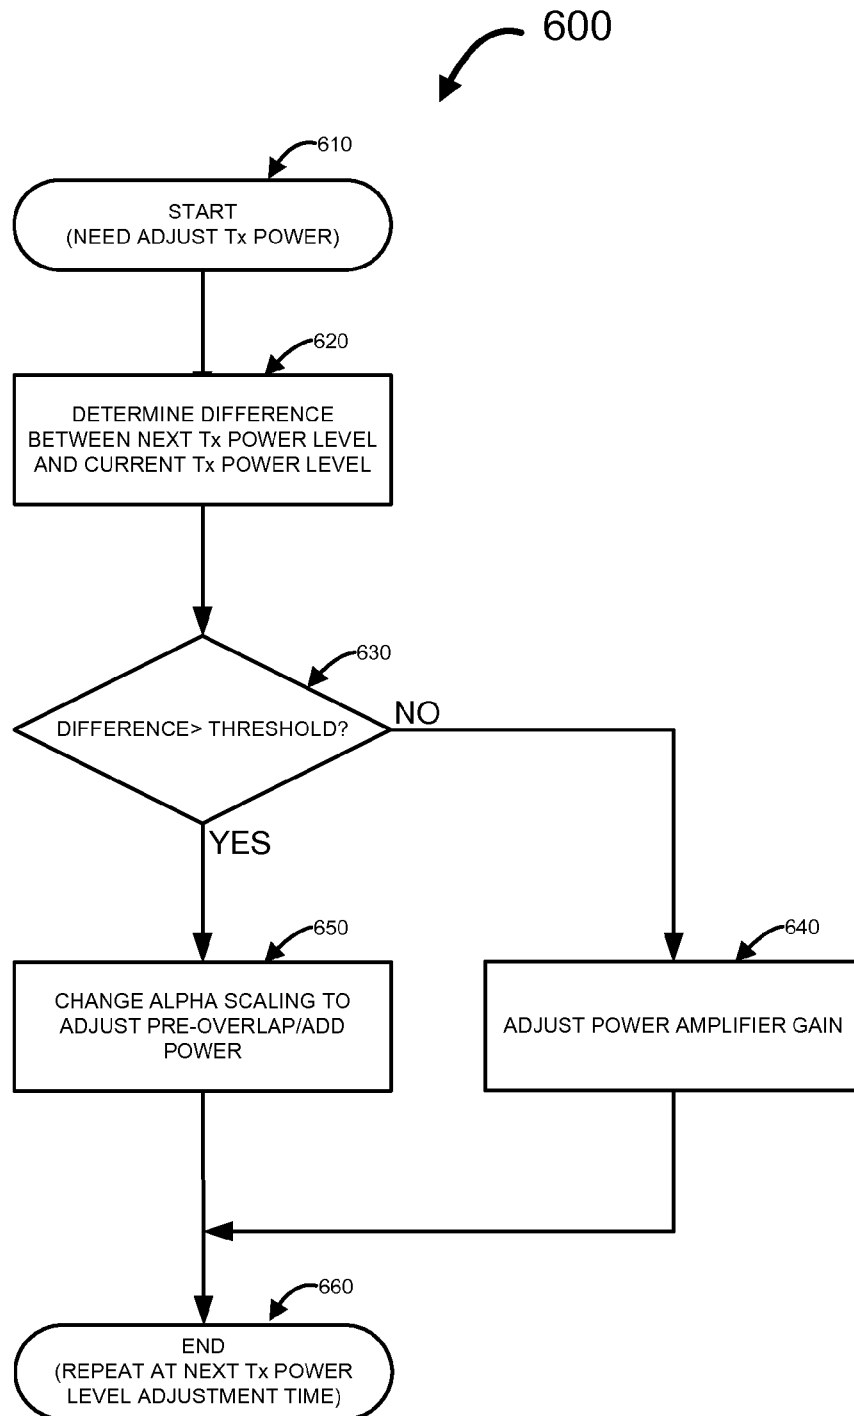 600
610
START
(NEED ADJUST Tx POWER)
620
DETERMINE DIFFERENCE
BETWEEN NEXT Tx POWER LEVEL
AND CURRENT Tx POWER LEVEL
630
DIFFERENCE> THRESHOLD?
NO
YES
650
CHANGE ALPHA SCALING TO
ADJUST PRE-OVERLAP/ADD
POWER
640
ADJUST POWER AMPLIFIER GAIN
660
END
(REPEAT AT NEXT Tx POWER
LEVEL ADJUSTMENT TIME)